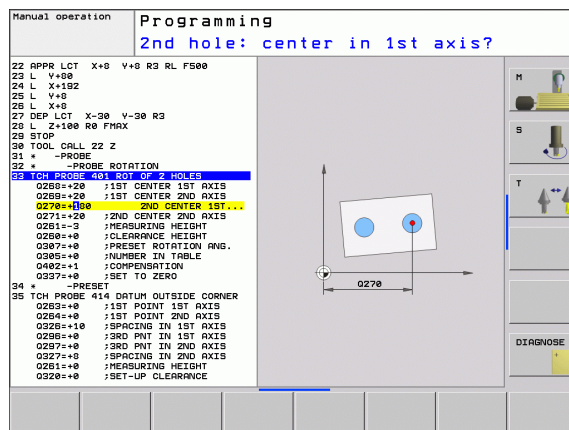 Manual operation
Programming
2nd hole: center in 1st axis?
22 APPR LCT X+8 Y+8 R3 RL F500
23 L Y+80
24 L X+192
25 L Y+8
26 L X+8
27 DEP LCT X-30 Y-30 R3
28 L Z+100 R0 FMAX
29 STOP
30 TOOL CALL 22 Z
31 * -PROBE
32 * -PROBE ROTATION
33 TCH PROBE 401 ROT OF 2 HOLES
Q268=+20 ;1ST CENTER 1ST AXIS
Q269=+20 ;1ST CENTER 2ND AXIS
Q270=+180 2ND CENTER 1ST...
Q271=+20 ;2ND CENTER 2ND AXIS
Q261=-3 ;MEASURING HEIGHT
Q260=+0 ;CLEARANCE HEIGHT
Q307=+0 ;PRESET ROTATION ANG.
Q305=+0 ;NUMBER IN TABLE
Q402=+1 ;COMPENSATION
Q337=+0 ;SET TO ZERO
34 * -PRESET
35 TCH PROBE 414 DATUM OUTSIDE CORNER
Q263=+0 ;1ST POINT 1ST AXIS
Q264=+0 ;1ST POINT 2ND AXIS
Q326=+10 ;SPACING IN 1ST AXIS
Q296=+0 ;3RD PNT IN 1ST AXIS
Q297=+0 ;3RD PNT IN 2ND AXIS
Q327=+8 ;SPACING IN 2ND AXIS
Q261=+0 ;MEASURING HEIGHT
Q320=+0 ;SET-UP CLEARANCE
Q270
M
S
T
DIAGNOSE